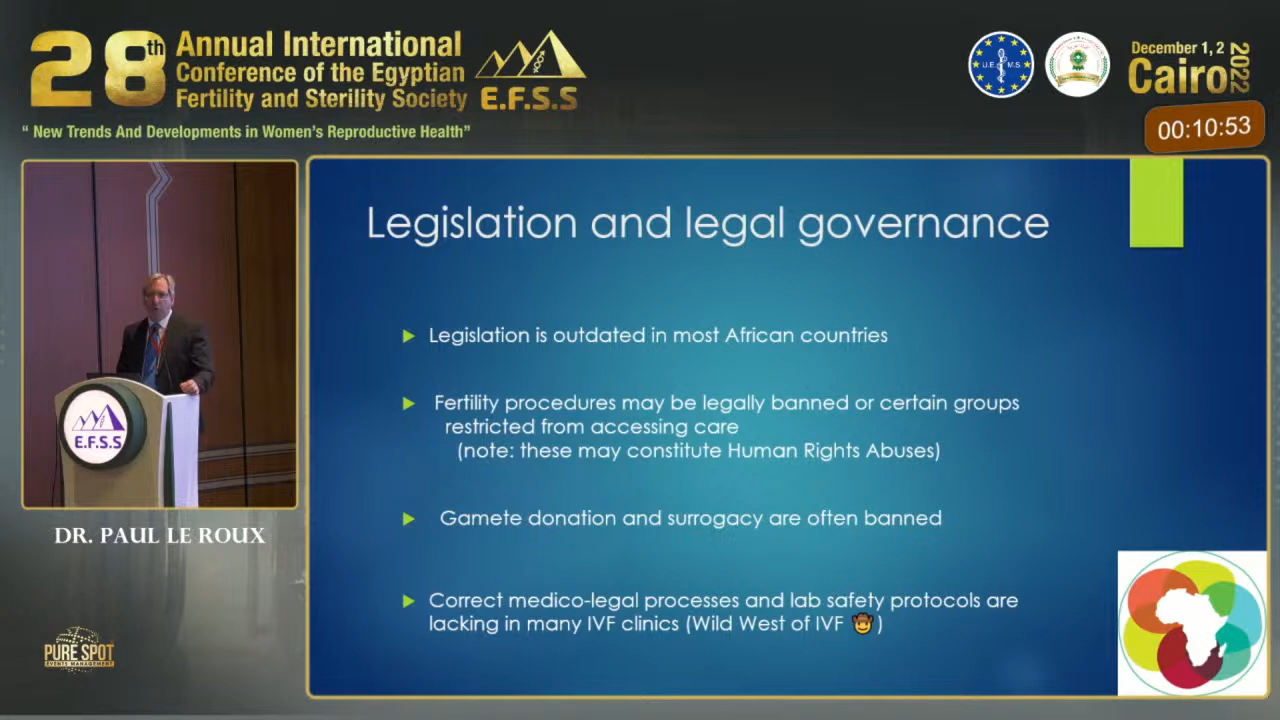 28th
Annual International
Conference of the Egyptian
Fertility and Sterility Society
E.F.S.S
“ New Trends And Developments in Women's Reproductive Health”
U.E.M.S.
December 1, 2
Cairo
2022
00:10:53
Legislation and legal governance
Legislation is outdated in most African countries
Fertility procedures may be legally banned or certain groups
restricted from accessing care
(note: these may constitute Human Rights Abuses)
Gamete donation and surrogacy are often banned
Correct medico-legal processes and lab safety protocols are
lacking in many IVF clinics (Wild West of IVF 🤠)
E.F.S.S
DR. PAUL LE ROUX
PURE SPOT
EVENTS MANAGEMENT